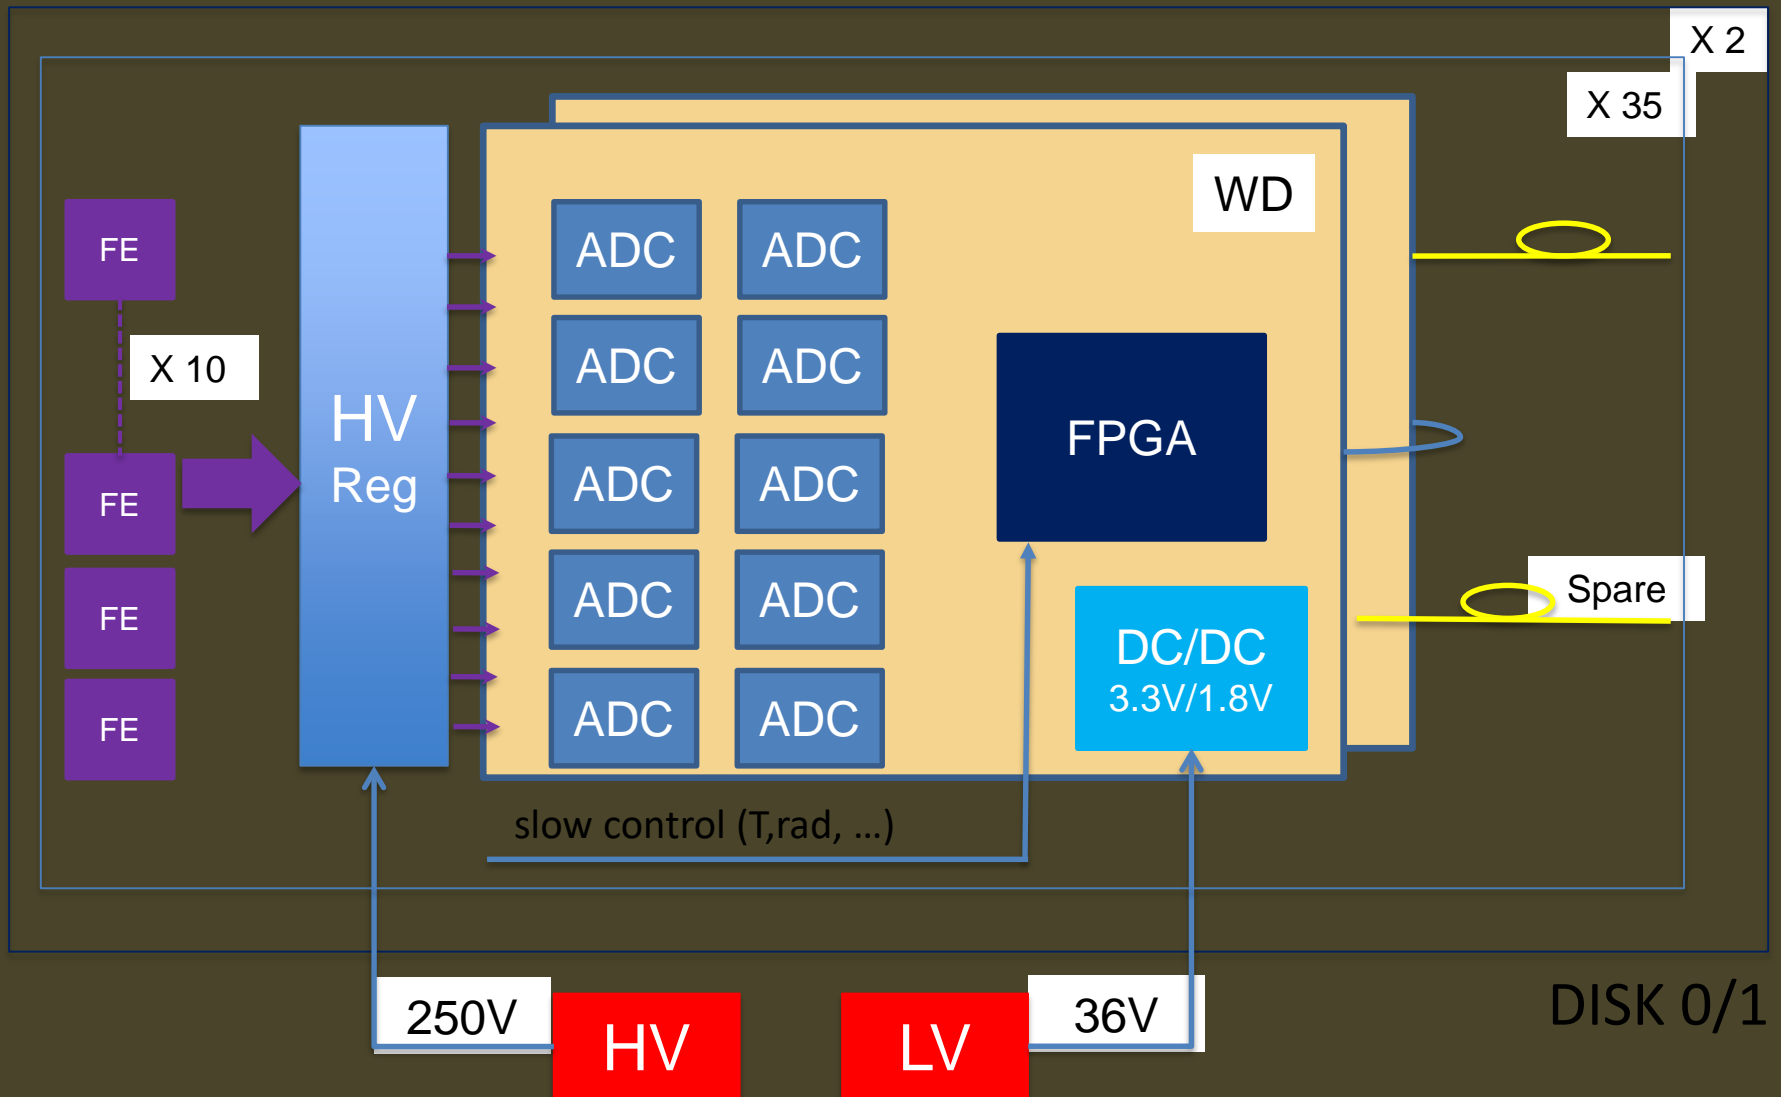 X 2
X 35
WD
FE
ADC
ADC
X 10
ADC
ADC
HV
Reg
FPGA
FE
ADC
ADC
FE
ADC
ADC
Spare
DC/DC
3.3V/1.8V
FE
ADC
ADC
slow control (T,rad, ...)
250V
HV
LV
36V
DISK 0/1